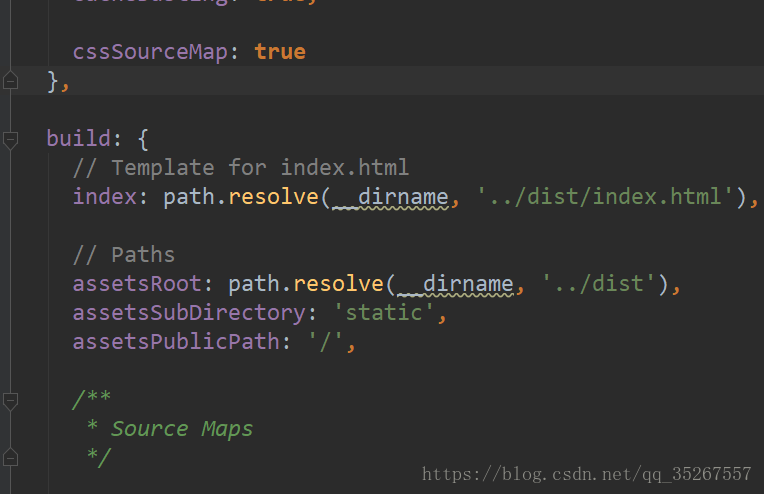 cssSourceMap: true
},
build: {
// Template for index.html
index: path.resolve(__dirname, '../dist/index.html'),
// Paths
assetsRoot: path.resolve(__dirname, '../dist'),
assetsSubDirectory: 'static',
assetsPublicPath: '/',
/**
* Source Maps
*/
https://blog.csdn.net/qq_35267557